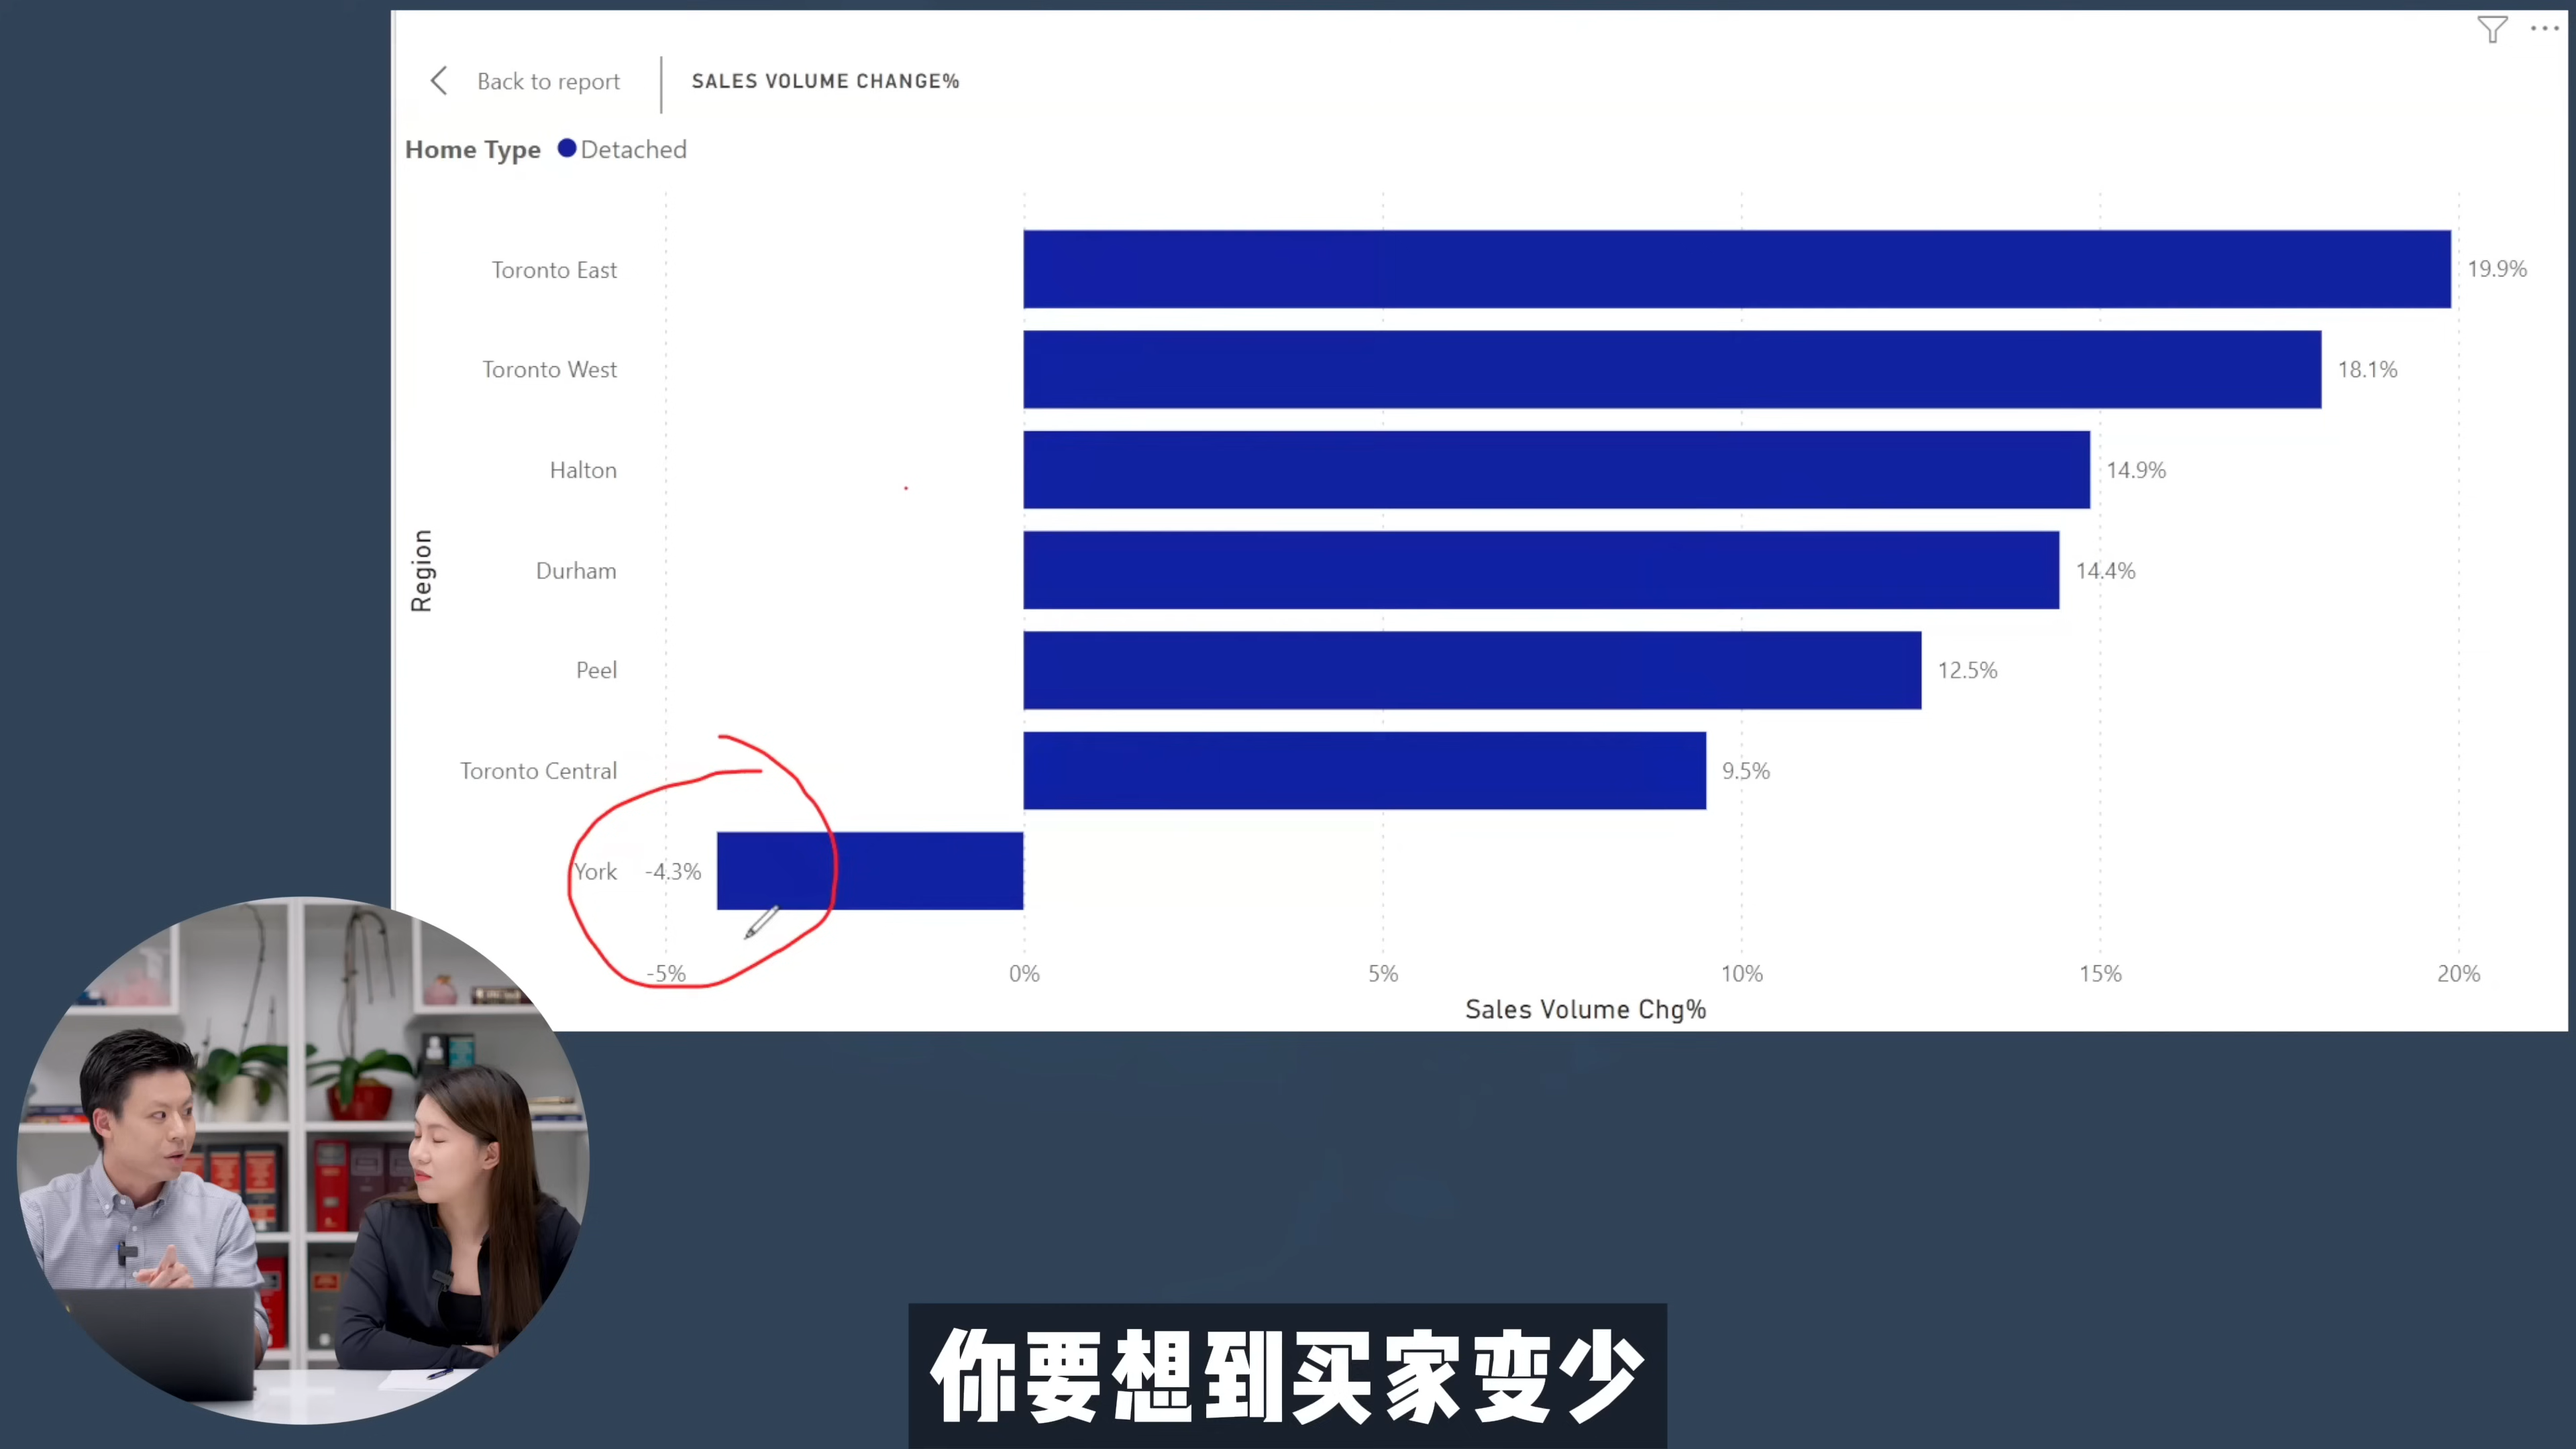 Back to report
SALES VOLUME CHANGE%
Home Type Detached
Toronto East 19.9%
Toronto West 18.1%
Halton 14.9%
Durham 14.4%
Peel 12.5%
Toronto Central 9.5%
York -4.3%
Region
-5% 0% 5% 10% 15% 20%
Sales Volume Chg%
你要想到买家变少